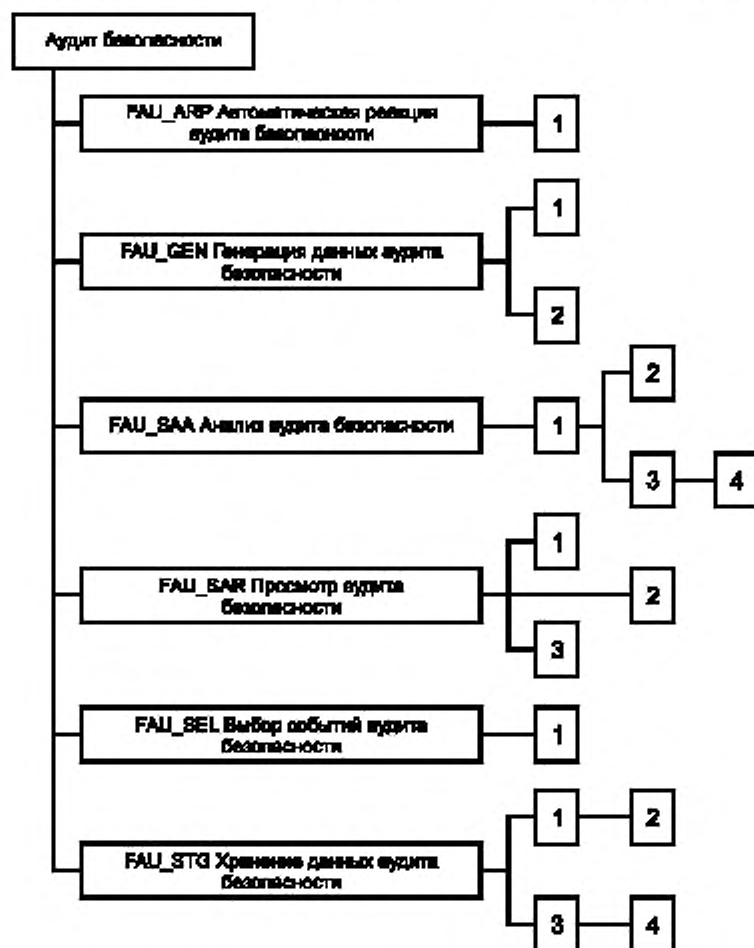 Аудит безопасности
FAU_ARP Автоматическая реакция
аудита безопасности
1
FAU_GEN Генерация данных аудита
безопасности
1
2
FAU_SAA Анализ аудита безопасности
1
2
3
4
FAU_SAR Просмотр аудита
безопасности
1
2
3
FAU_SEL Выбор событий аудита
безопасности
1
FAU_STG Хранение данных аудита
безопасности
1
2
3
4